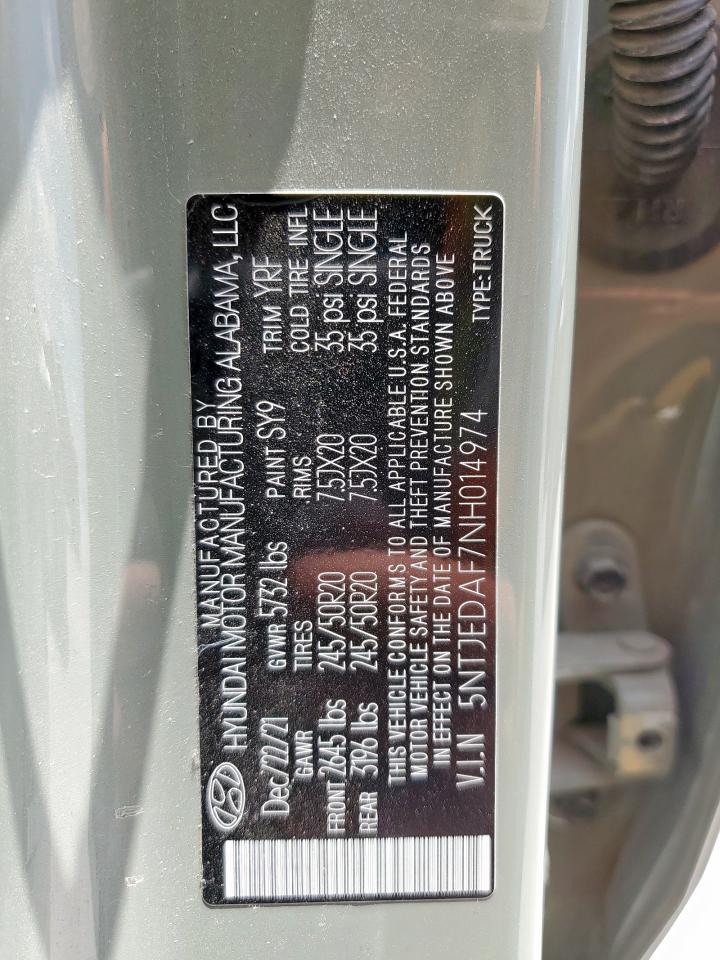 MANUFACTURED BY
HYUNDAI MOTOR MANUFACTURING ALABAMA, LLC
Dec/22/21 GVWR 5732 lbs PAINT SY9 TRIM YRF
GAWR TIRES RIMS COLD TIRE INFL
FRONT 2645 lbs 245/50R20 7.5JX20 35 psi SINGLE
REAR 3196 lbs 245/50R20 7.5JX20 35 psi SINGLE
THIS VEHICLE CONFORMS TO ALL APPLICABLE U.S.A. FEDERAL
MOTOR VEHICLE SAFETY AND THEFT PREVENTION STANDARDS
IN EFFECT ON THE DATE OF MANUFACTURE SHOWN ABOVE
V.I.N 5NTJEDAF7NH014974 TYPE:TRUCK